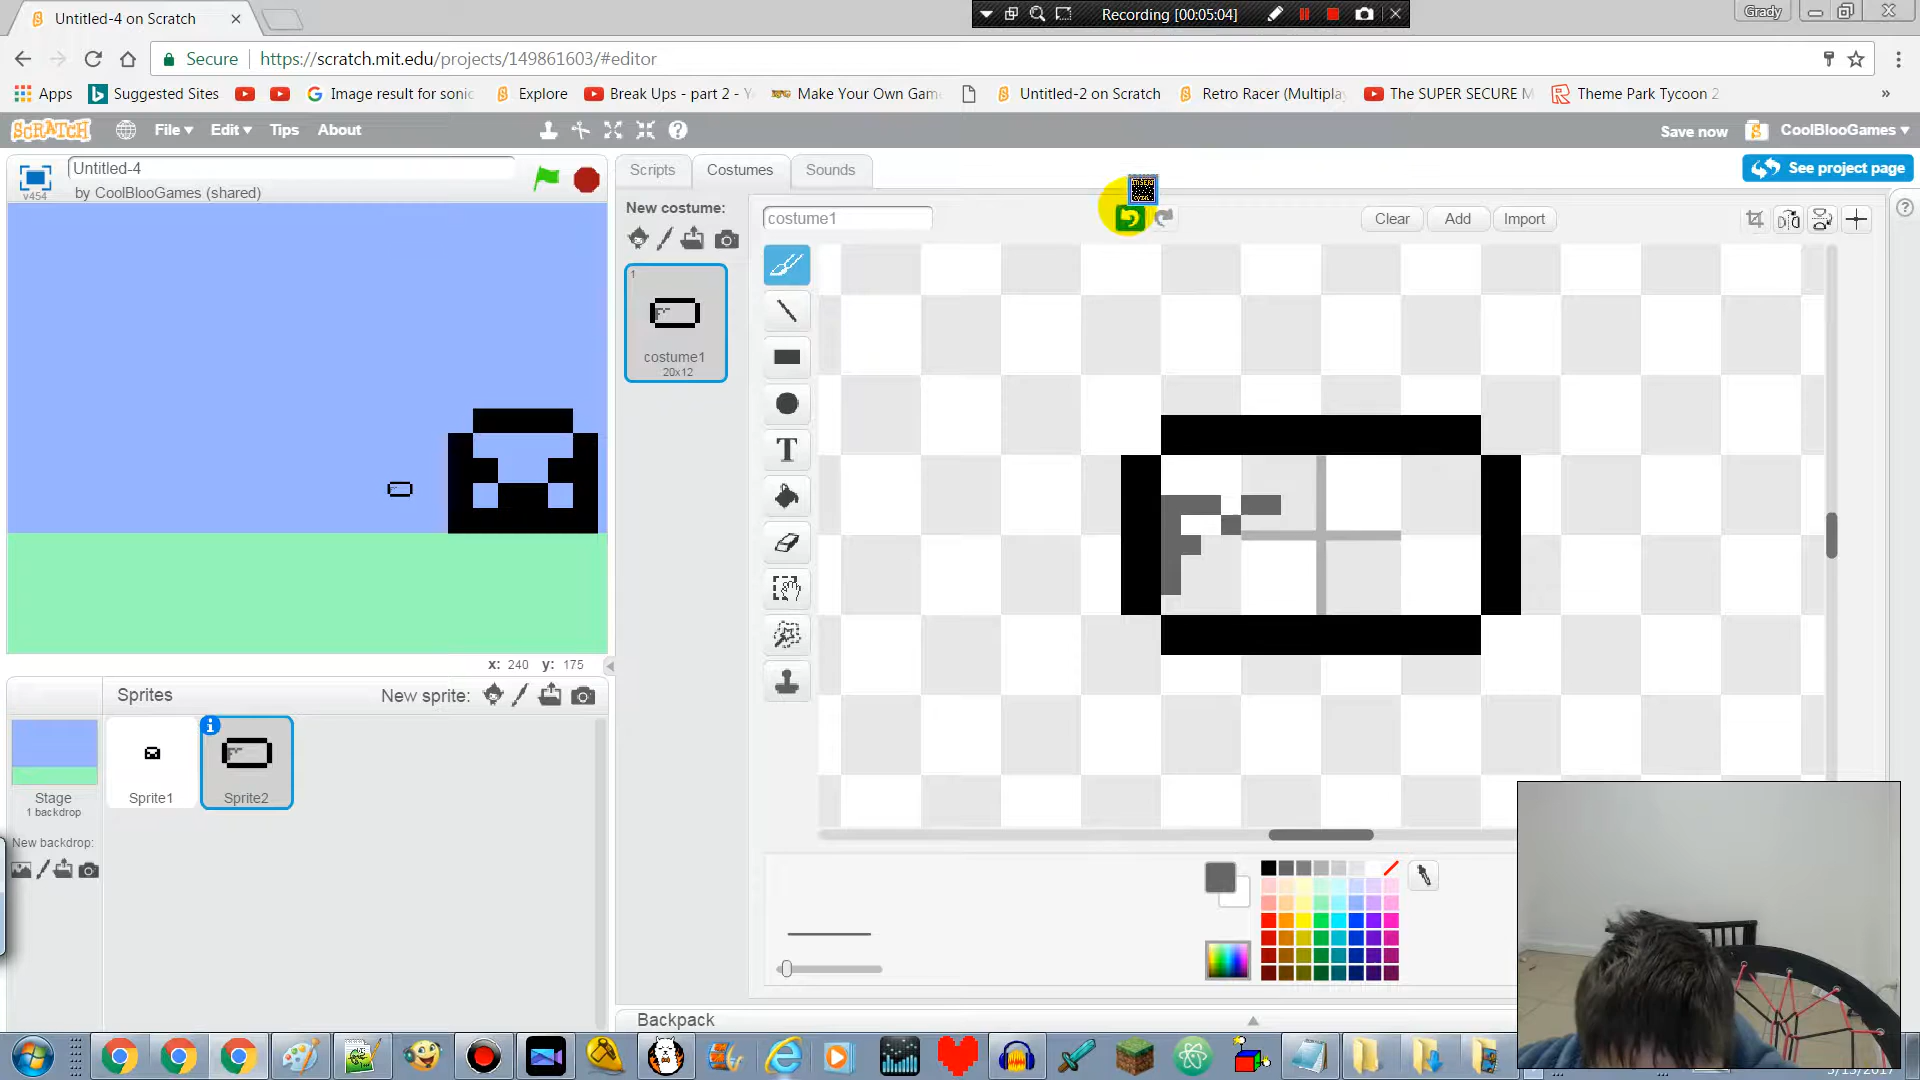 Untitled-4 on Scratch
Recording [00:05:04]
Grady
Secure
https://scratch.mit.edu/projects/149861603/#editor
Apps
Suggested Sites
Image result for sonic
Explore
Break Ups - part 2 - Y
Make Your Own Gam
Untitled-2 on Scratch
Retro Racer (Multiplay
The SUPER SECURE M
Theme Park Tycoon 2
»
SCRATCH
File
Edit
Tips
About
Save now
CoolBlooGames
v454
Untitled-4
by CoolBlooGames (shared)
Scripts
Costumes
Sounds
See project page
New costume:
costume1
Clear
Add
Import
1
costume1
20x12
T
F
x: 240 y: 175
Sprites
New sprite:
Stage
1 backdrop
Sprite1
Sprite2
New backdrop:
Backpack